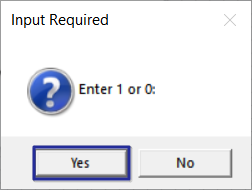 Input Required
Enter 1 or 0:
Yes
No